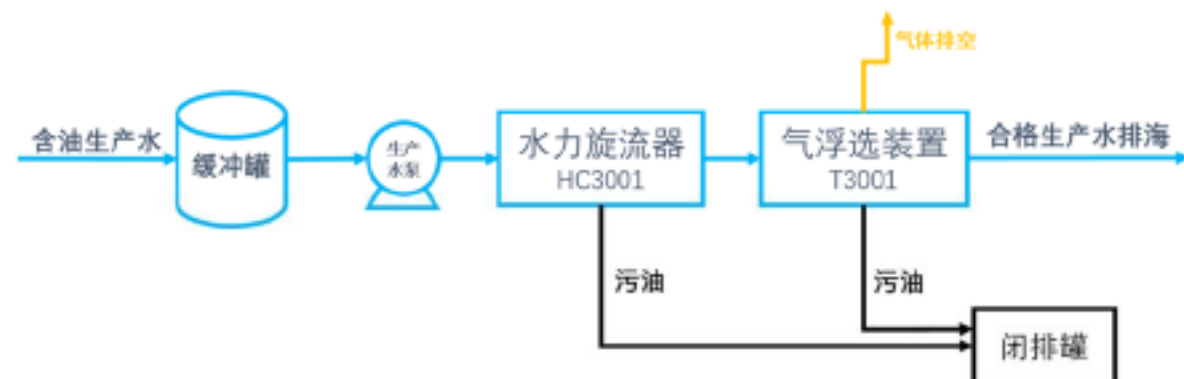 气体排空
含油生产水
缓冲罐
生产
水泵
水力旋流器
HC3001
气浮选装置
T3001
合格生产水排海
污油
污油
闭排罐